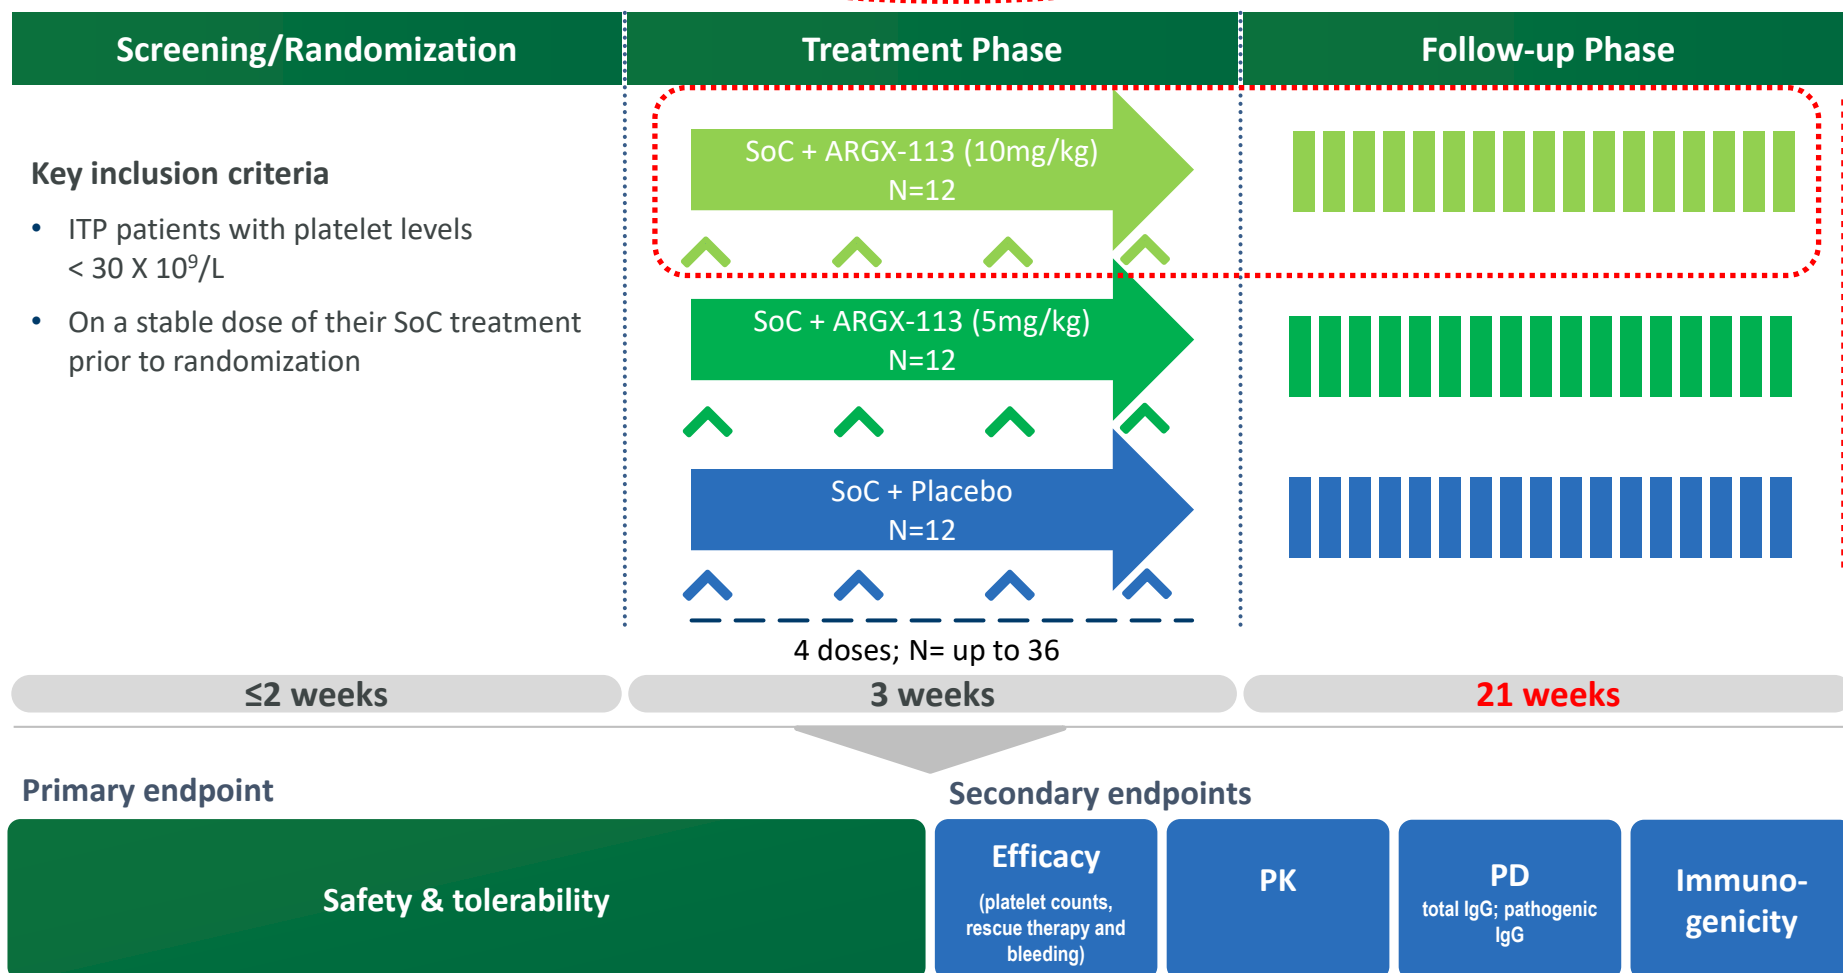 Screening/Randomization
Treatment Phase
Follow-up Phase
Key inclusion criteria
• ITP patients with platelet levels
< 30 X 10⁹/L
• On a stable dose of their SoC treatment
prior to randomization
SoC + ARGX-113 (10mg/kg)
N=12
SoC + ARGX-113 (5mg/kg)
N=12
SoC + Placebo
N=12
4 doses; N= up to 36
≤2 weeks
3 weeks
21 weeks
Primary endpoint
Safety & tolerability
Secondary endpoints
Efficacy
(platelet counts,
rescue therapy and
bleeding)
PK
PD
total IgG; pathogenic
IgG
Immuno-
genicity